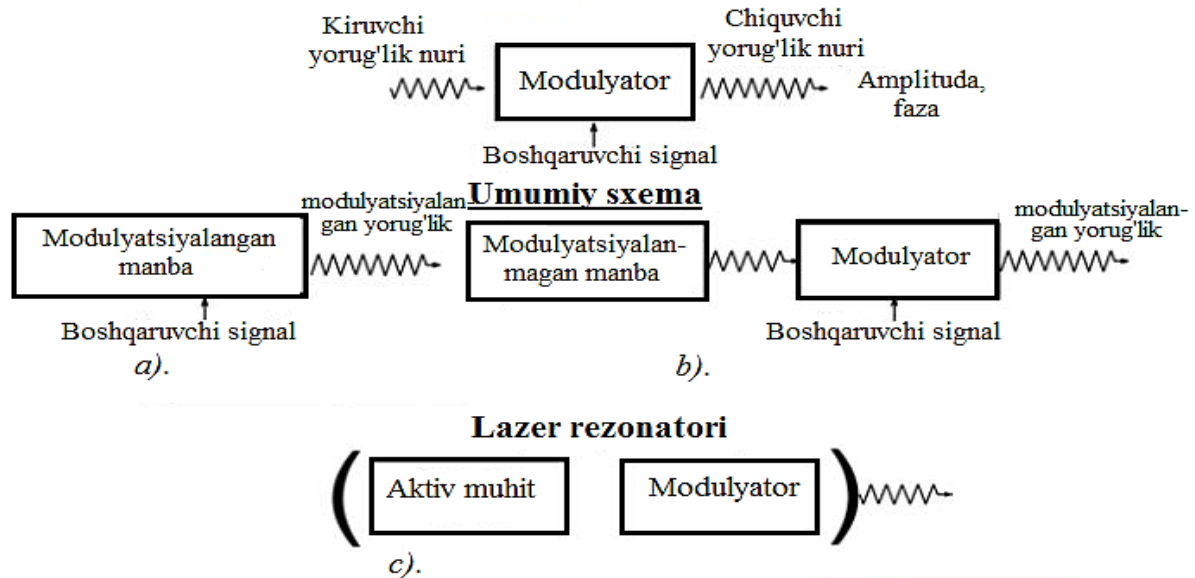 Kiruvchi
yorug'lik nuri
Modulyator
Chiquvchi
yorug'lik nuri
Amplituda,
faza
Boshqaruvchi signal
Umumiy sxema
Modulyatsiyalangan
manba
modulyatsiyalan
gan yorug'lik
Boshqaruvchi signal
a).
Modulyatsiyalan-
magan manba
Modulyator
modulyatsiyalan-
gan yorug'lik
Boshqaruvchi signal
b).
Lazer rezonatori
Aktiv muhit
Modulyator
c).